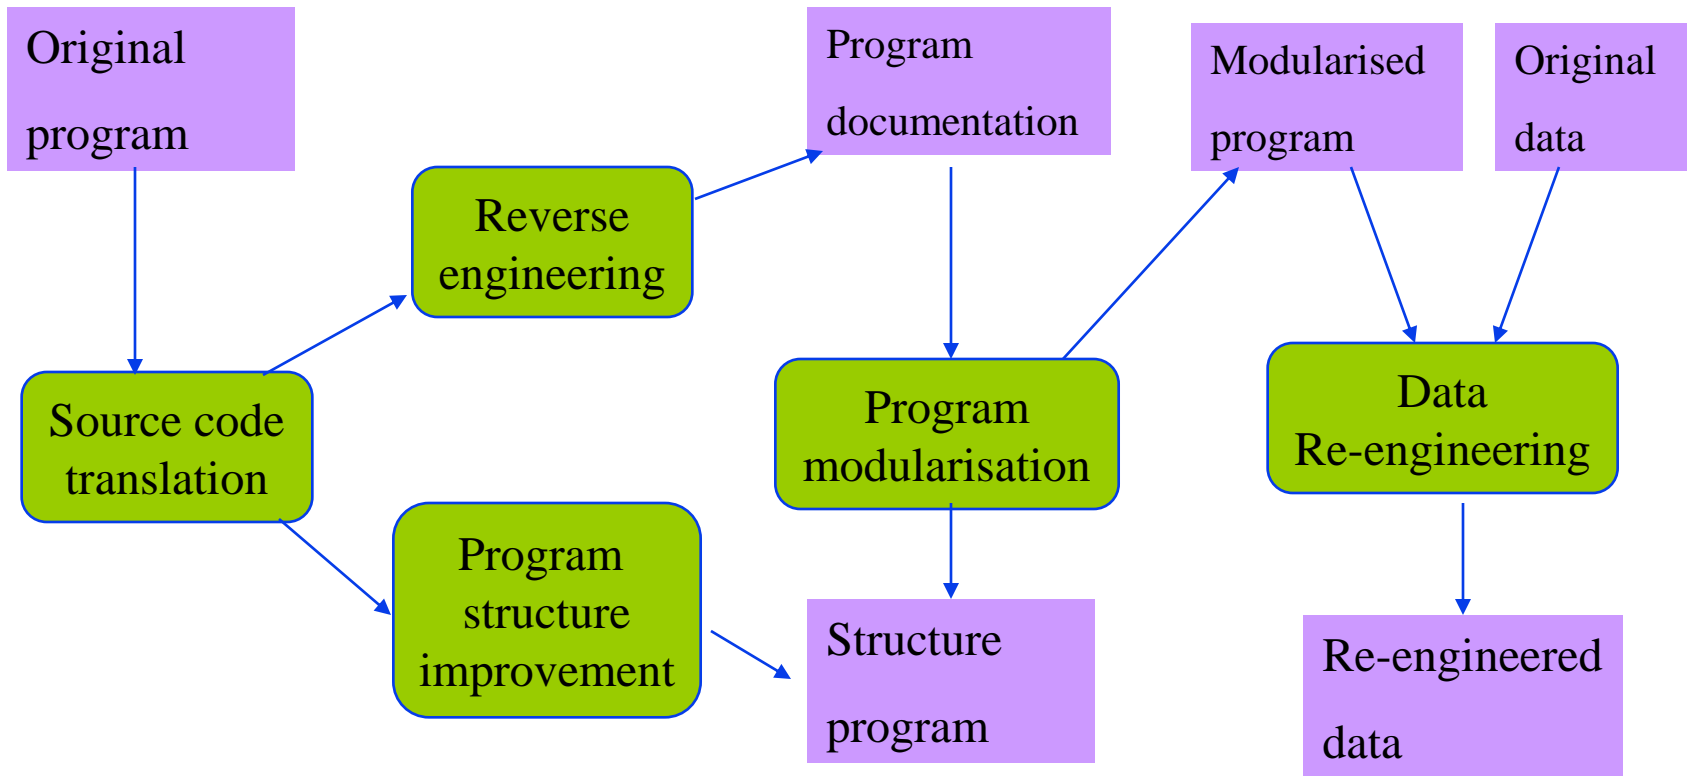 Original
program
Program
documentation
Modularised
program
Original
data
Reverse
engineering
Source code
translation
Program
modularisation
Data
Re-engineering
Program
structure
improvement
Structure
program
Re-engineered
data